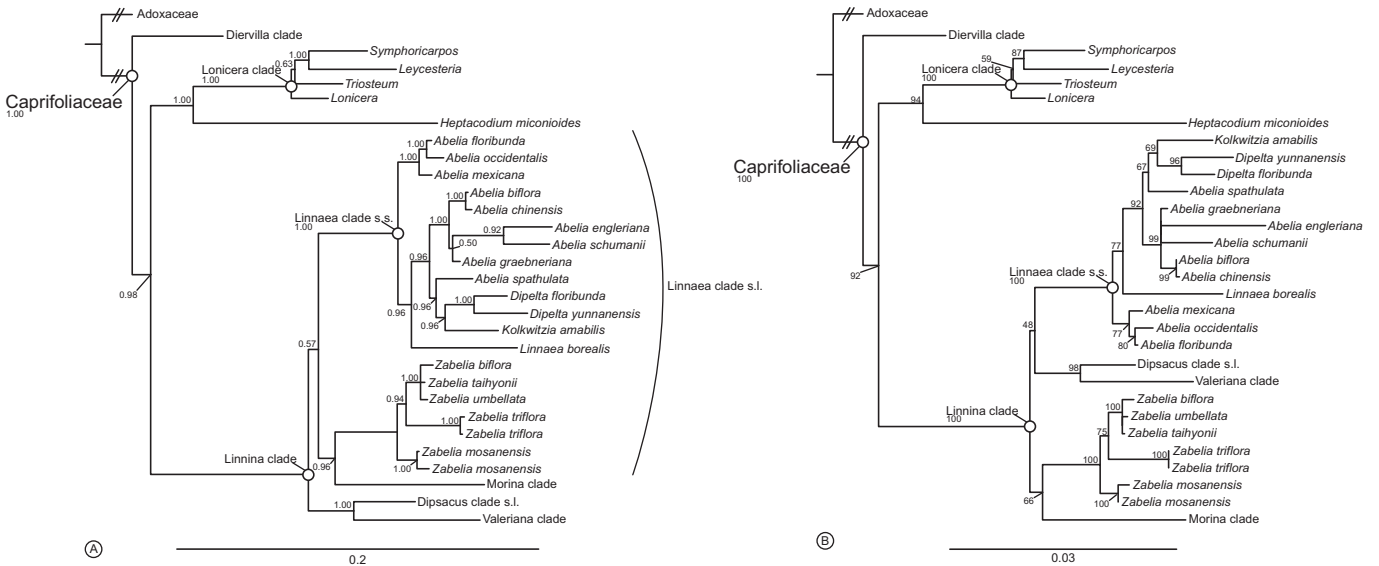 Adoxaceae
Diervilla clade
1.00
Symphoricarpos
0.63
Leycesteria
Lonicera clade
1.00
Triosteum
Lonicera
Caprifoliaceae
1.00
1.00
Heptacodium miconioides
Abelia floribunda
1.00
1.00
Abelia occidentalis
Abelia mexicana
1.00
Abelia biflora
Abelia chinensis
Linnaea clade s.s.
1.00
1.00
0.92
Abelia engleriana
0.50
Abelia schumanii
0.96
Abelia graebneriana
Abelia spathulata
0.96
1.00
Dipelta floribunda
0.96
Dipelta yunnanensis
0.96
Kolkwitzia amabilis
Linnaea borealis
Linnaea clade s.l.
0.98
0.57
Zabelia biflora
1.00
Zabelia taihyonii
0.94
Zabelia umbellata
Zabelia triflora
1.00
Zabelia triflora
Zabelia mosanensis
1.00
Zabelia mosanensis
Linnina clade
0.96
Morina clade
1.00
Dipsacus clade s.l.
Valeriana clade
A
0.2
Adoxaceae
Diervilla clade
87
Symphoricarpos
59
Leycesteria
Lonicera clade
100
Triosteum
Lonicera
94
Heptacodium miconioides
Caprifoliaceae
100
69
Kolkwitzia amabilis
96
Dipelta yunnanensis
67
Dipelta floribunda
Abelia spathulata
92
Abelia graebneriana
Abelia engleriana
99
Abelia schumanii
77
Abelia biflora
99
Abelia chinensis
Linnaea clade s.s.
100
Linnaea borealis
92
Abelia mexicana
77
Abelia occidentalis
80
Abelia floribunda
48
98
Dipsacus clade s.l.
Valeriana clade
Linnina clade
100
Zabelia biflora
100
Zabelia umbellata
75
Zabelia taihyonii
Zabelia triflora
100
100
Zabelia triflora
Zabelia mosanensis
100
Zabelia mosanensis
66
Morina clade
B
0.03